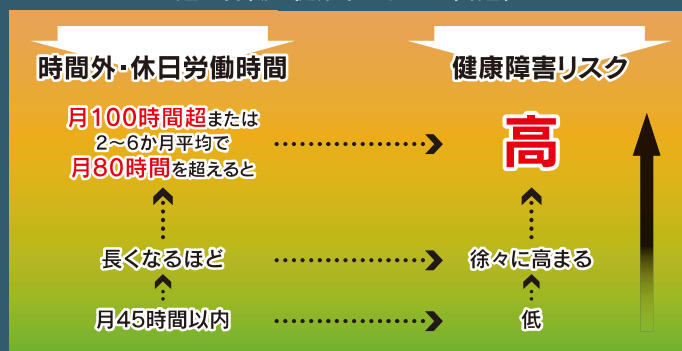 時間外・休日労働時間
健康障害リスク
月100時間超または
2〜6か月平均で
月80時間を超えると
高
長くなるほど
徐々に高まる
月45時間以内
低